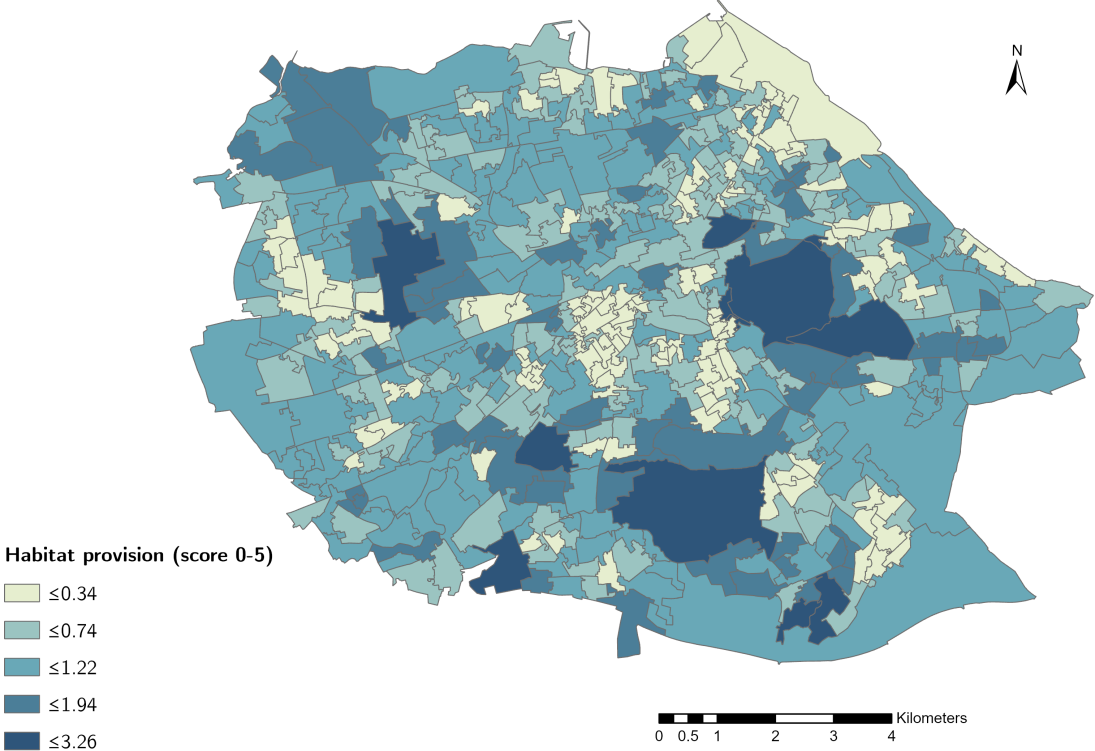 N
Habitat provision (score 0-5)
≤0.34
≤0.74
≤1.22
≤1.94
≤3.26
Kilometers
0 0.5 1 2 3 4